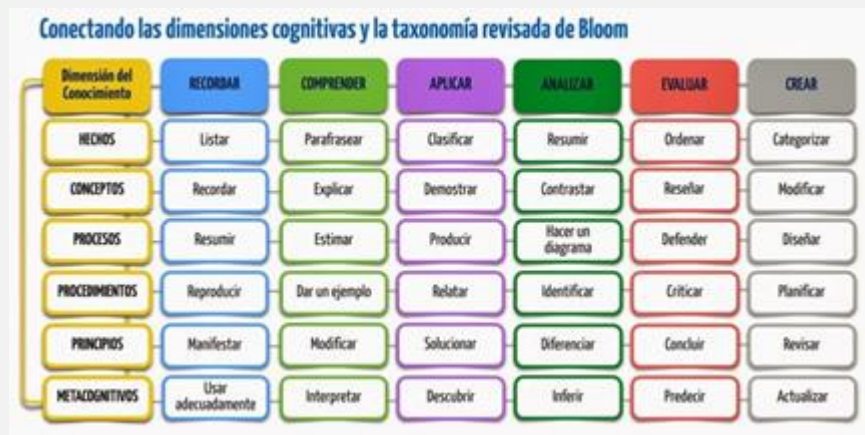 Conectando las dimensiones cognitivas y la taxonomía revisada de Bloom
Dimensión del
Conocimiento
RECORDAR
COMPRENDER
APLICAR
ANALIZAR
EVALUAR
CREAR
HECHOS
Listar
Parafrasear
Clasificar
Resumir
Ordenar
Categorizar
CONCEPTOS
Recordar
Explicar
Demostrar
Contrastar
Reseñar
Modificar
PROCESOS
Resumir
Estimar
Producir
Hacer un
diagrama
Defender
Diseñar
PROCEDIMIENTOS
Reproducir
Dar un ejemplo
Relatar
Identificar
Criticar
Planificar
PRINCIPIOS
Manifestar
Modificar
Solucionar
Diferenciar
Concluir
Revisar
METACOGNITIVOS
Usar
adecuadamente
Interpretar
Descubrir
Inferir
Predecir
Actualizar